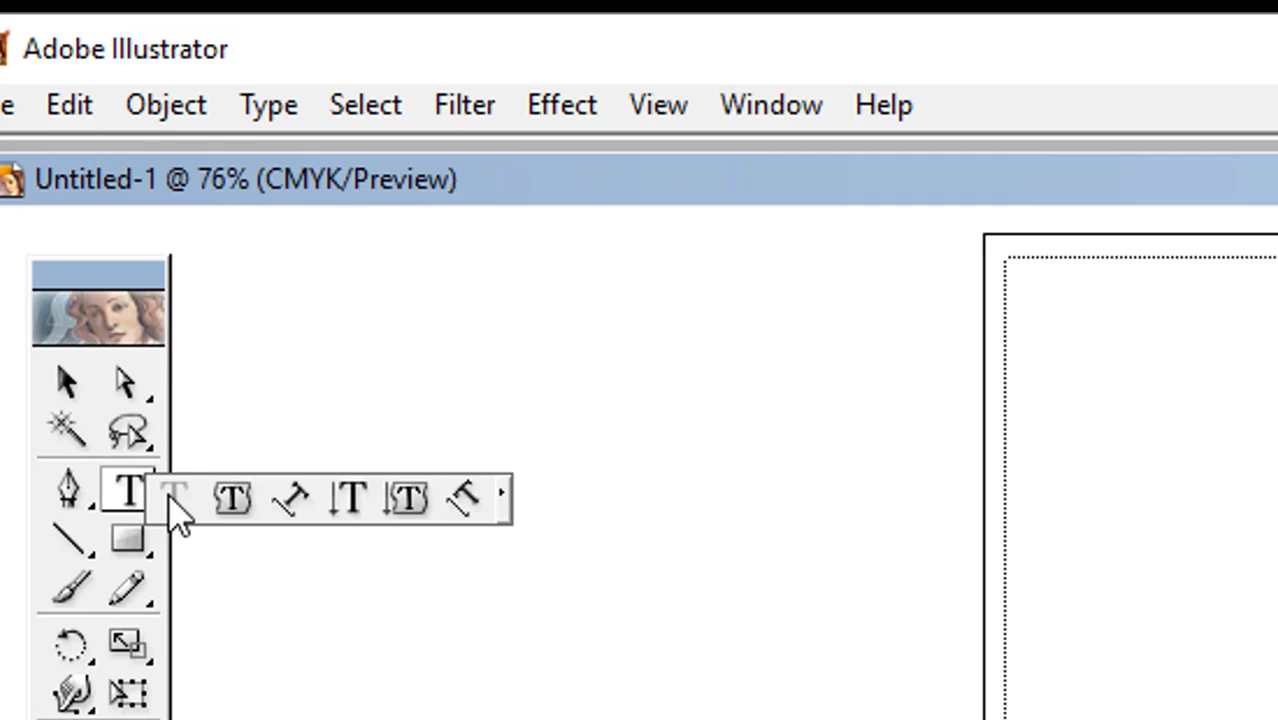 Adobe Illustrator
e Edit Object Type Select Filter Effect View Window Help
Untitled-1 @ 76% (CMYK/Preview)
T T T T T T T